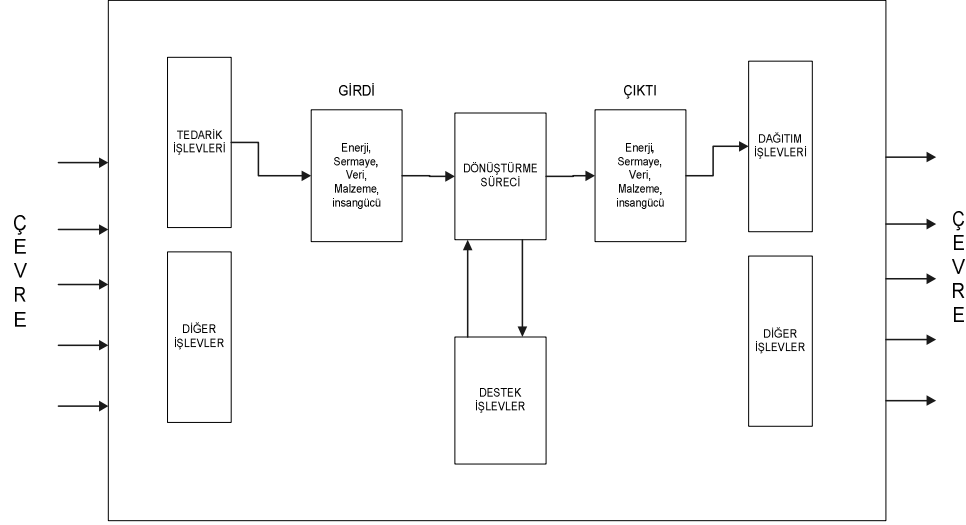 GİRDİ
ÇIKTI
TEDARİK
İŞLEVLERİ
Enerji,
Sermaye,
Veri,
Malzeme,
insangücü
DÖNÜŞTÜRME
SÜRECİ
Enerji,
Sermaye,
Veri,
Malzeme,
insangücü
DAĞITIM
İŞLEVLERİ
Ç
E
V
R
E
Ç
E
V
R
E
DİĞER
İŞLEVLER
DESTEK
İŞLEVLER
DİĞER
İŞLEVLER